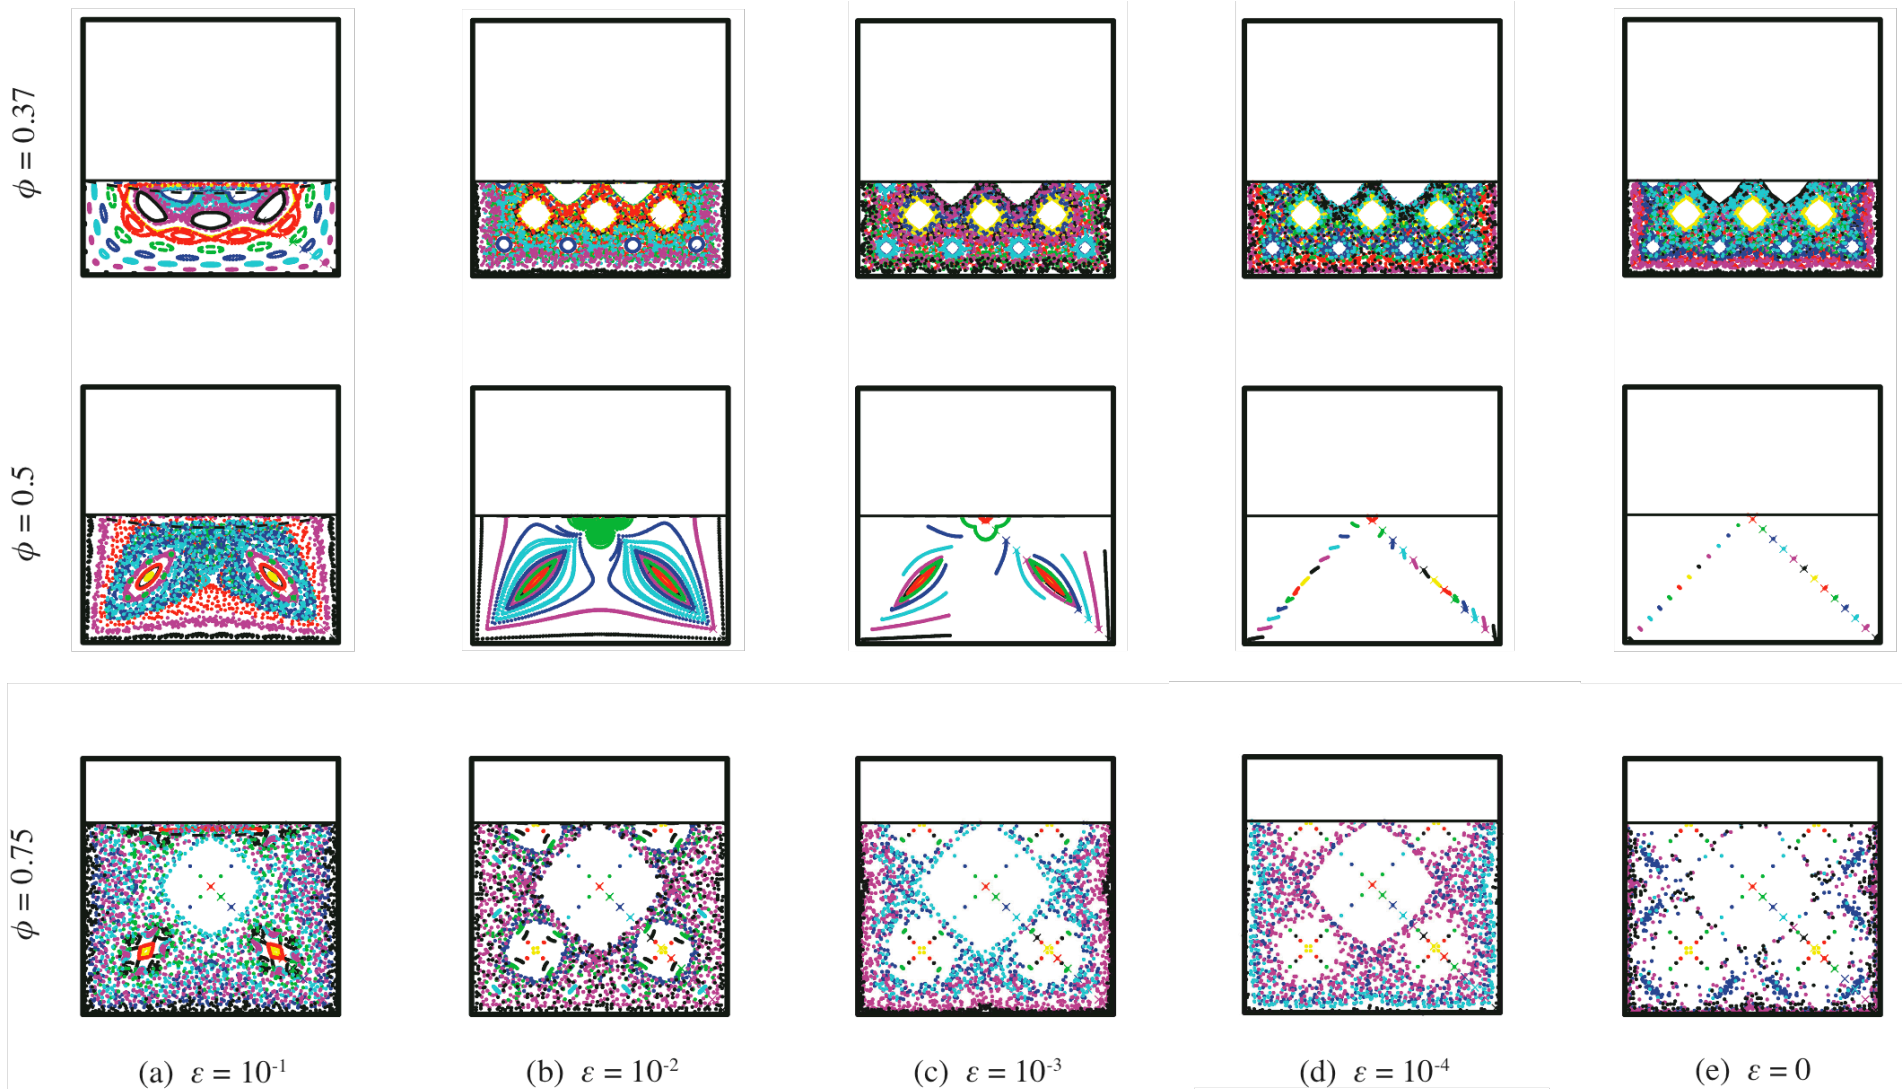 ϕ = 0.37
ϕ = 0.5
ϕ = 0.75
(a) ε = 10⁻¹
(b) ε = 10⁻²
(c) ε = 10⁻³
(d) ε = 10⁻⁴
(e) ε = 0